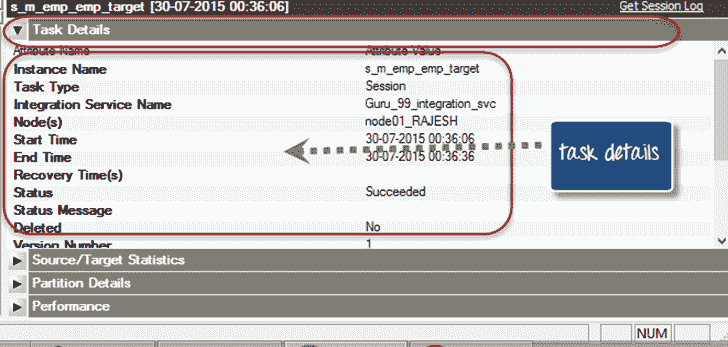 s_m_emp_emp_target [30-07-2015 00:36:06] Get Session Log
Task Details
Attribute Name Attribute Value
Instance Name s_m_emp_emp_target
Task Type Session
Integration Service Name Guru_99_integration_svc
Node(s) node01_RAJESH
Start Time 30-07-2015 00:36:06
End Time 30-07-2015 00:36:36
Recovery Time(s)
Status Succeeded
Status Message
Deleted No
Version Number 1
task details
Source/Target Statistics
Partition Details
Performance
NUM